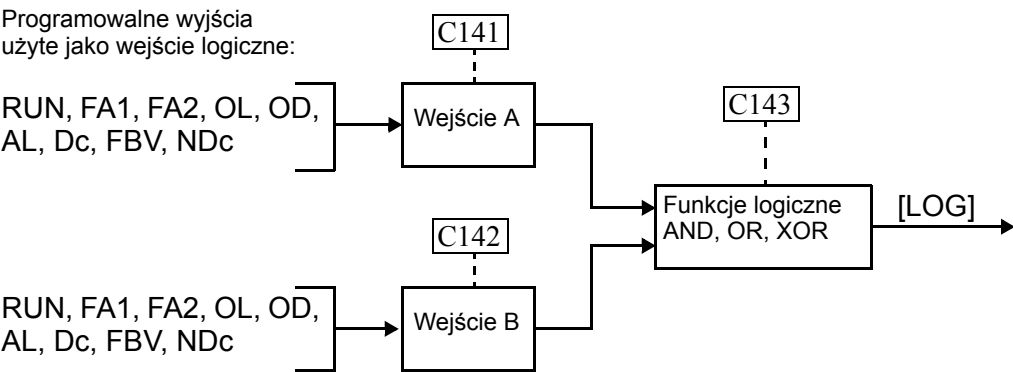 Programowalne wyjścia
użyte jako wejście logiczne:
C141
RUN, FA1, FA2, OL, OD,
AL, Dc, FBV, NDc
Wejście A
C143
Funkcje logiczne
AND, OR, XOR
[LOG]
C142
RUN, FA1, FA2, OL, OD,
AL, Dc, FBV, NDc
Wejście B